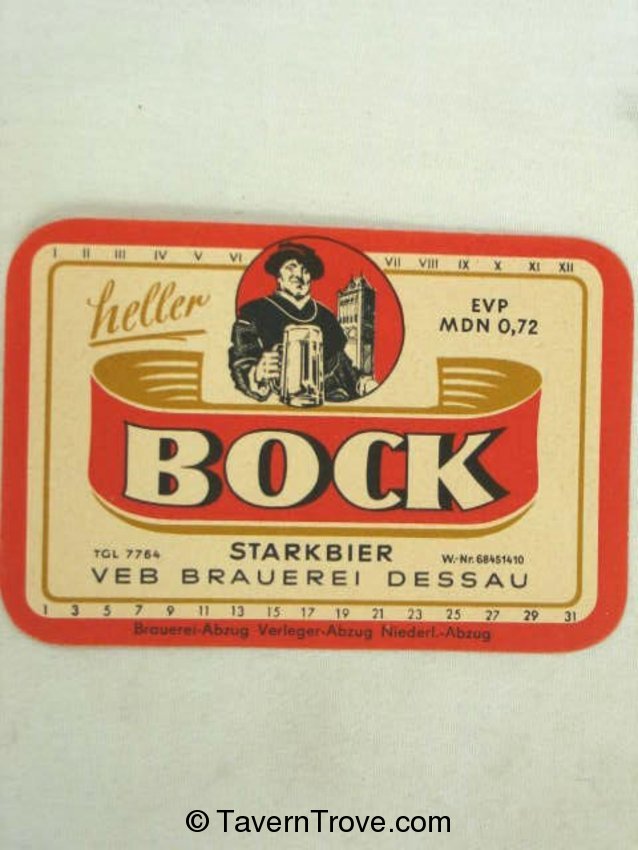 I II III IV V VI VII VIII IX X XI XII
heller
EVP
MDN 0,72
BOCK
TGL 7764
STARKBIER
W.-Nr. 68451410
VEB BRAUEREI DESSAU
1 3 5 7 9 11 13 15 17 19 21 23 25 27 29 31
Brauerei-Abzug Verleger-Abzug Niederl.-Abzug
© TavernTrove.com